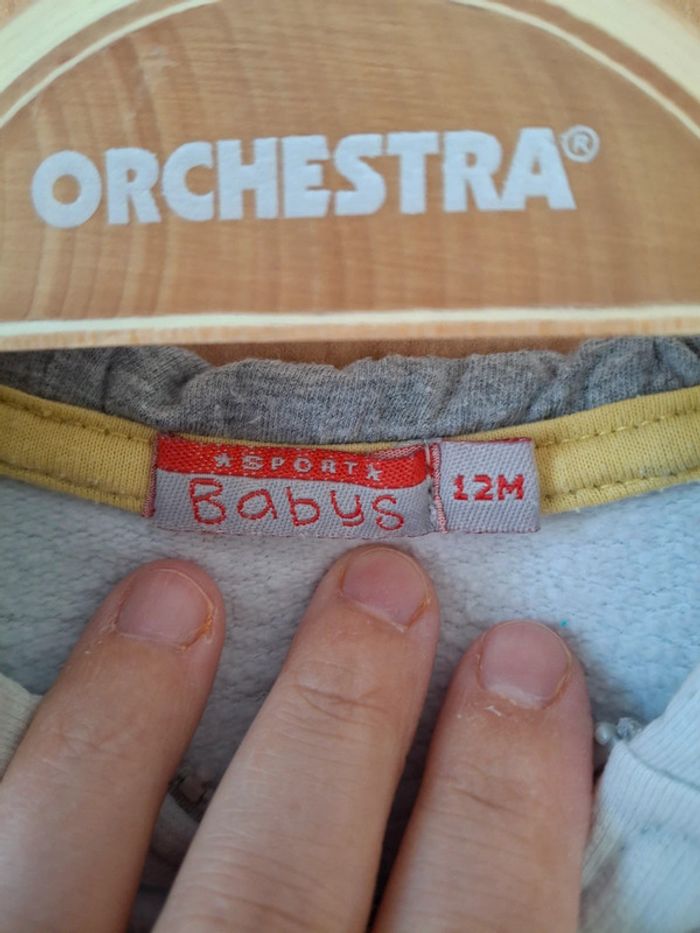 ORCHESTRA®
★SPORT★
Babys
12M